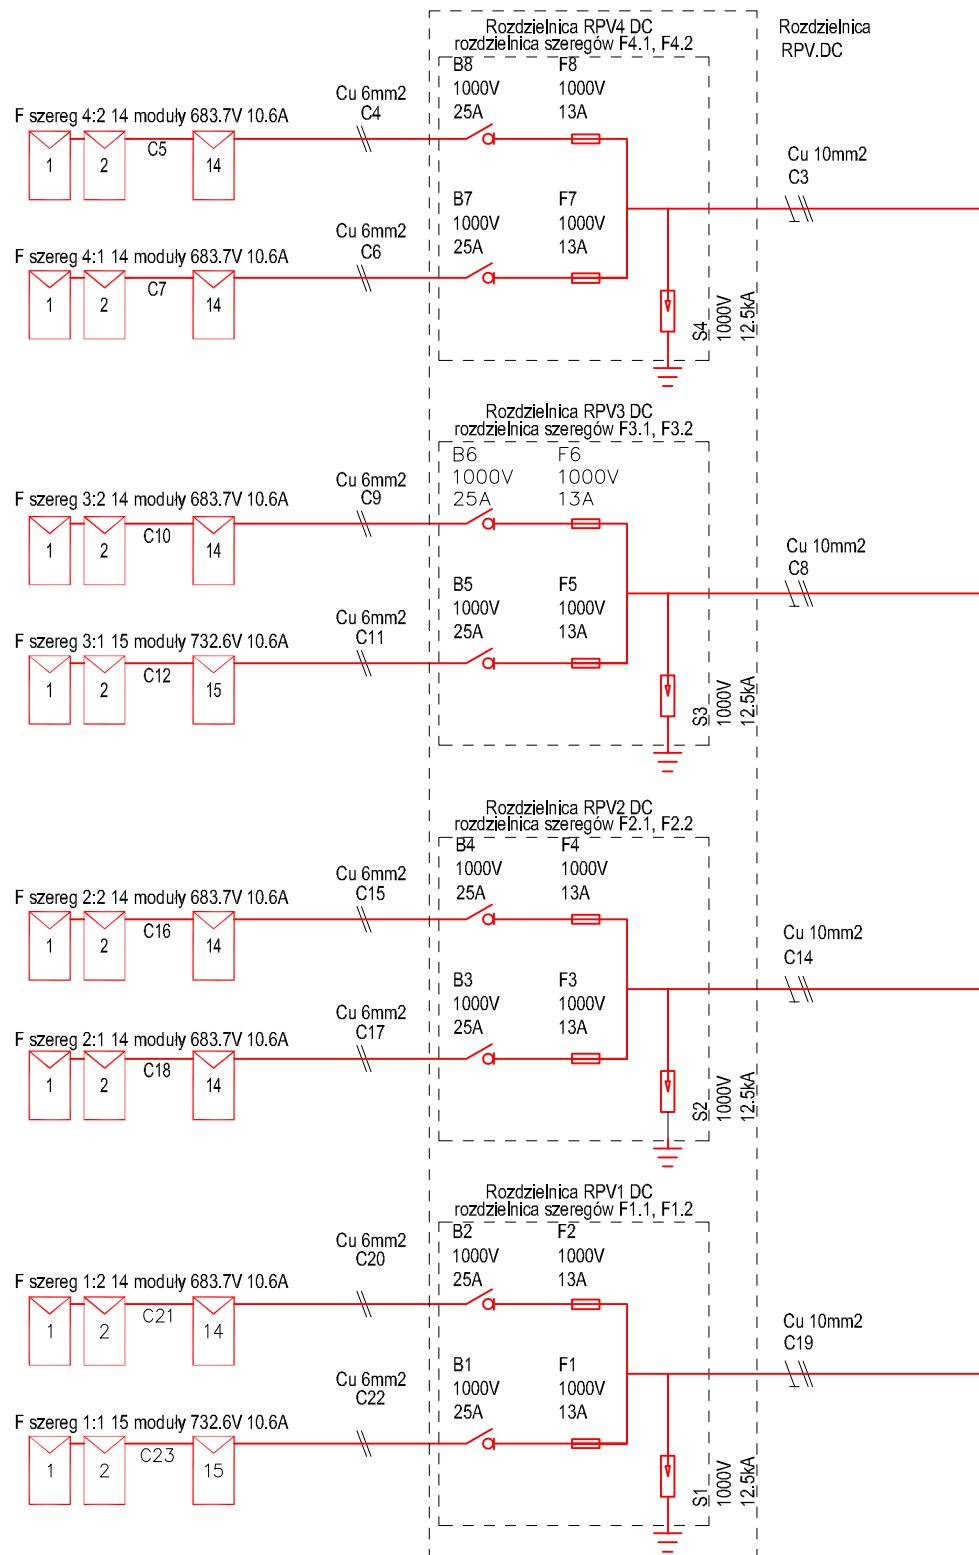 Rozdzielnica RPV4 DC
rozdzielnica szeregów F4.1, F4.2
Rozdzielnica
RPV.DC
B8
1000V
25A
F8
1000V
13A
Cu 6mm2
C4
F szereg 4:2 14 moduły 683.7V 10.6A
1
2
C5
14
Cu 10mm2
C3
B7
1000V
25A
F7
1000V
13A
Cu 6mm2
C6
F szereg 4:1 14 moduły 683.7V 10.6A
1
2
C7
14
S4
1000V
12.5kA
Rozdzielnica RPV3 DC
rozdzielnica szeregów F3.1, F3.2
B6
1000V
25A
F6
1000V
13A
Cu 6mm2
C9
F szereg 3:2 14 moduły 683.7V 10.6A
1
2
C10
14
Cu 10mm2
C8
B5
1000V
25A
F5
1000V
13A
Cu 6mm2
C11
F szereg 3:1 15 moduły 732.6V 10.6A
1
2
C12
15
S3
1000V
12.5kA
Rozdzielnica RPV2 DC
rozdzielnica szeregów F2.1, F2.2
B4
1000V
25A
F4
1000V
13A
Cu 6mm2
C15
F szereg 2:2 14 moduły 683.7V 10.6A
1
2
C16
14
Cu 10mm2
C14
B3
1000V
25A
F3
1000V
13A
Cu 6mm2
C17
F szereg 2:1 14 moduły 683.7V 10.6A
1
2
C18
14
S2
1000V
12.5kA
Rozdzielnica RPV1 DC
rozdzielnica szeregów F1.1, F1.2
B2
1000V
25A
F2
1000V
13A
Cu 6mm2
C20
F szereg 1:2 14 moduły 683.7V 10.6A
1
2
C21
14
Cu 10mm2
C19
B1
1000V
25A
F1
1000V
13A
Cu 6mm2
C22
F szereg 1:1 15 moduły 732.6V 10.6A
1
2
C23
15
S1
1000V
12.5kA